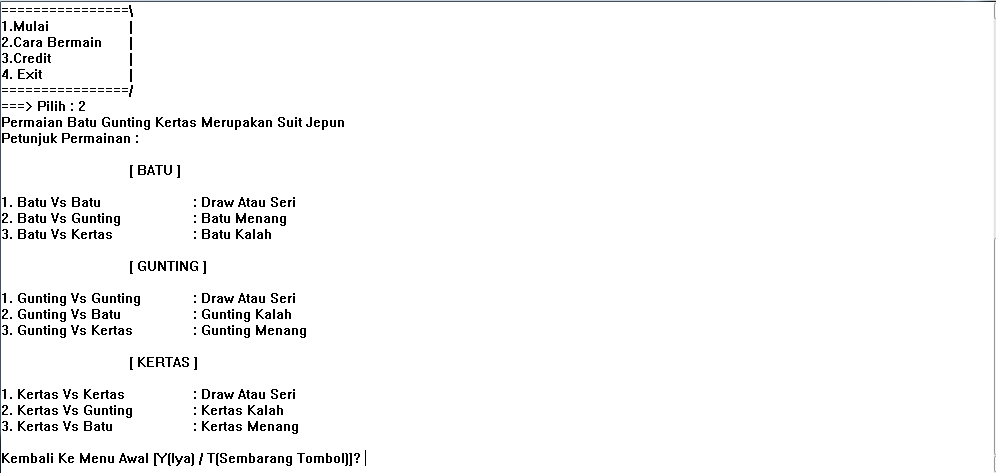 ================\
1.Mulai |
2.Cara Bermain |
3.Credit |
4. Exit |
================/
===> Pilih : 2
Permaian Batu Gunting Kertas Merupakan Suit Jepun
Petunjuk Permainan :
[ BATU ]
1. Batu Vs Batu : Draw Atau Seri
2. Batu Vs Gunting : Batu Menang
3. Batu Vs Kertas : Batu Kalah
[ GUNTING ]
1. Gunting Vs Gunting : Draw Atau Seri
2. Gunting Vs Batu : Gunting Kalah
3. Gunting Vs Kertas : Gunting Menang
[ KERTAS ]
1. Kertas Vs Kertas : Draw Atau Seri
2. Kertas Vs Gunting : Kertas Kalah
3. Kertas Vs Batu : Kertas Menang
Kembali Ke Menu Awal [Y(Iya) / T(Sembarang Tombol)]?